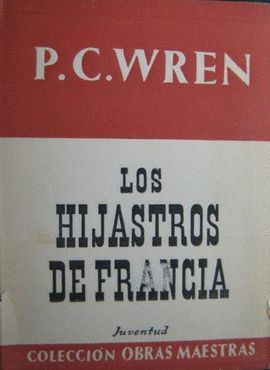 P. C. WREN
LOS
HIJASTROS
DE FRANCIA
Juventud
COLECCIÓN OBRAS MAESTRAS